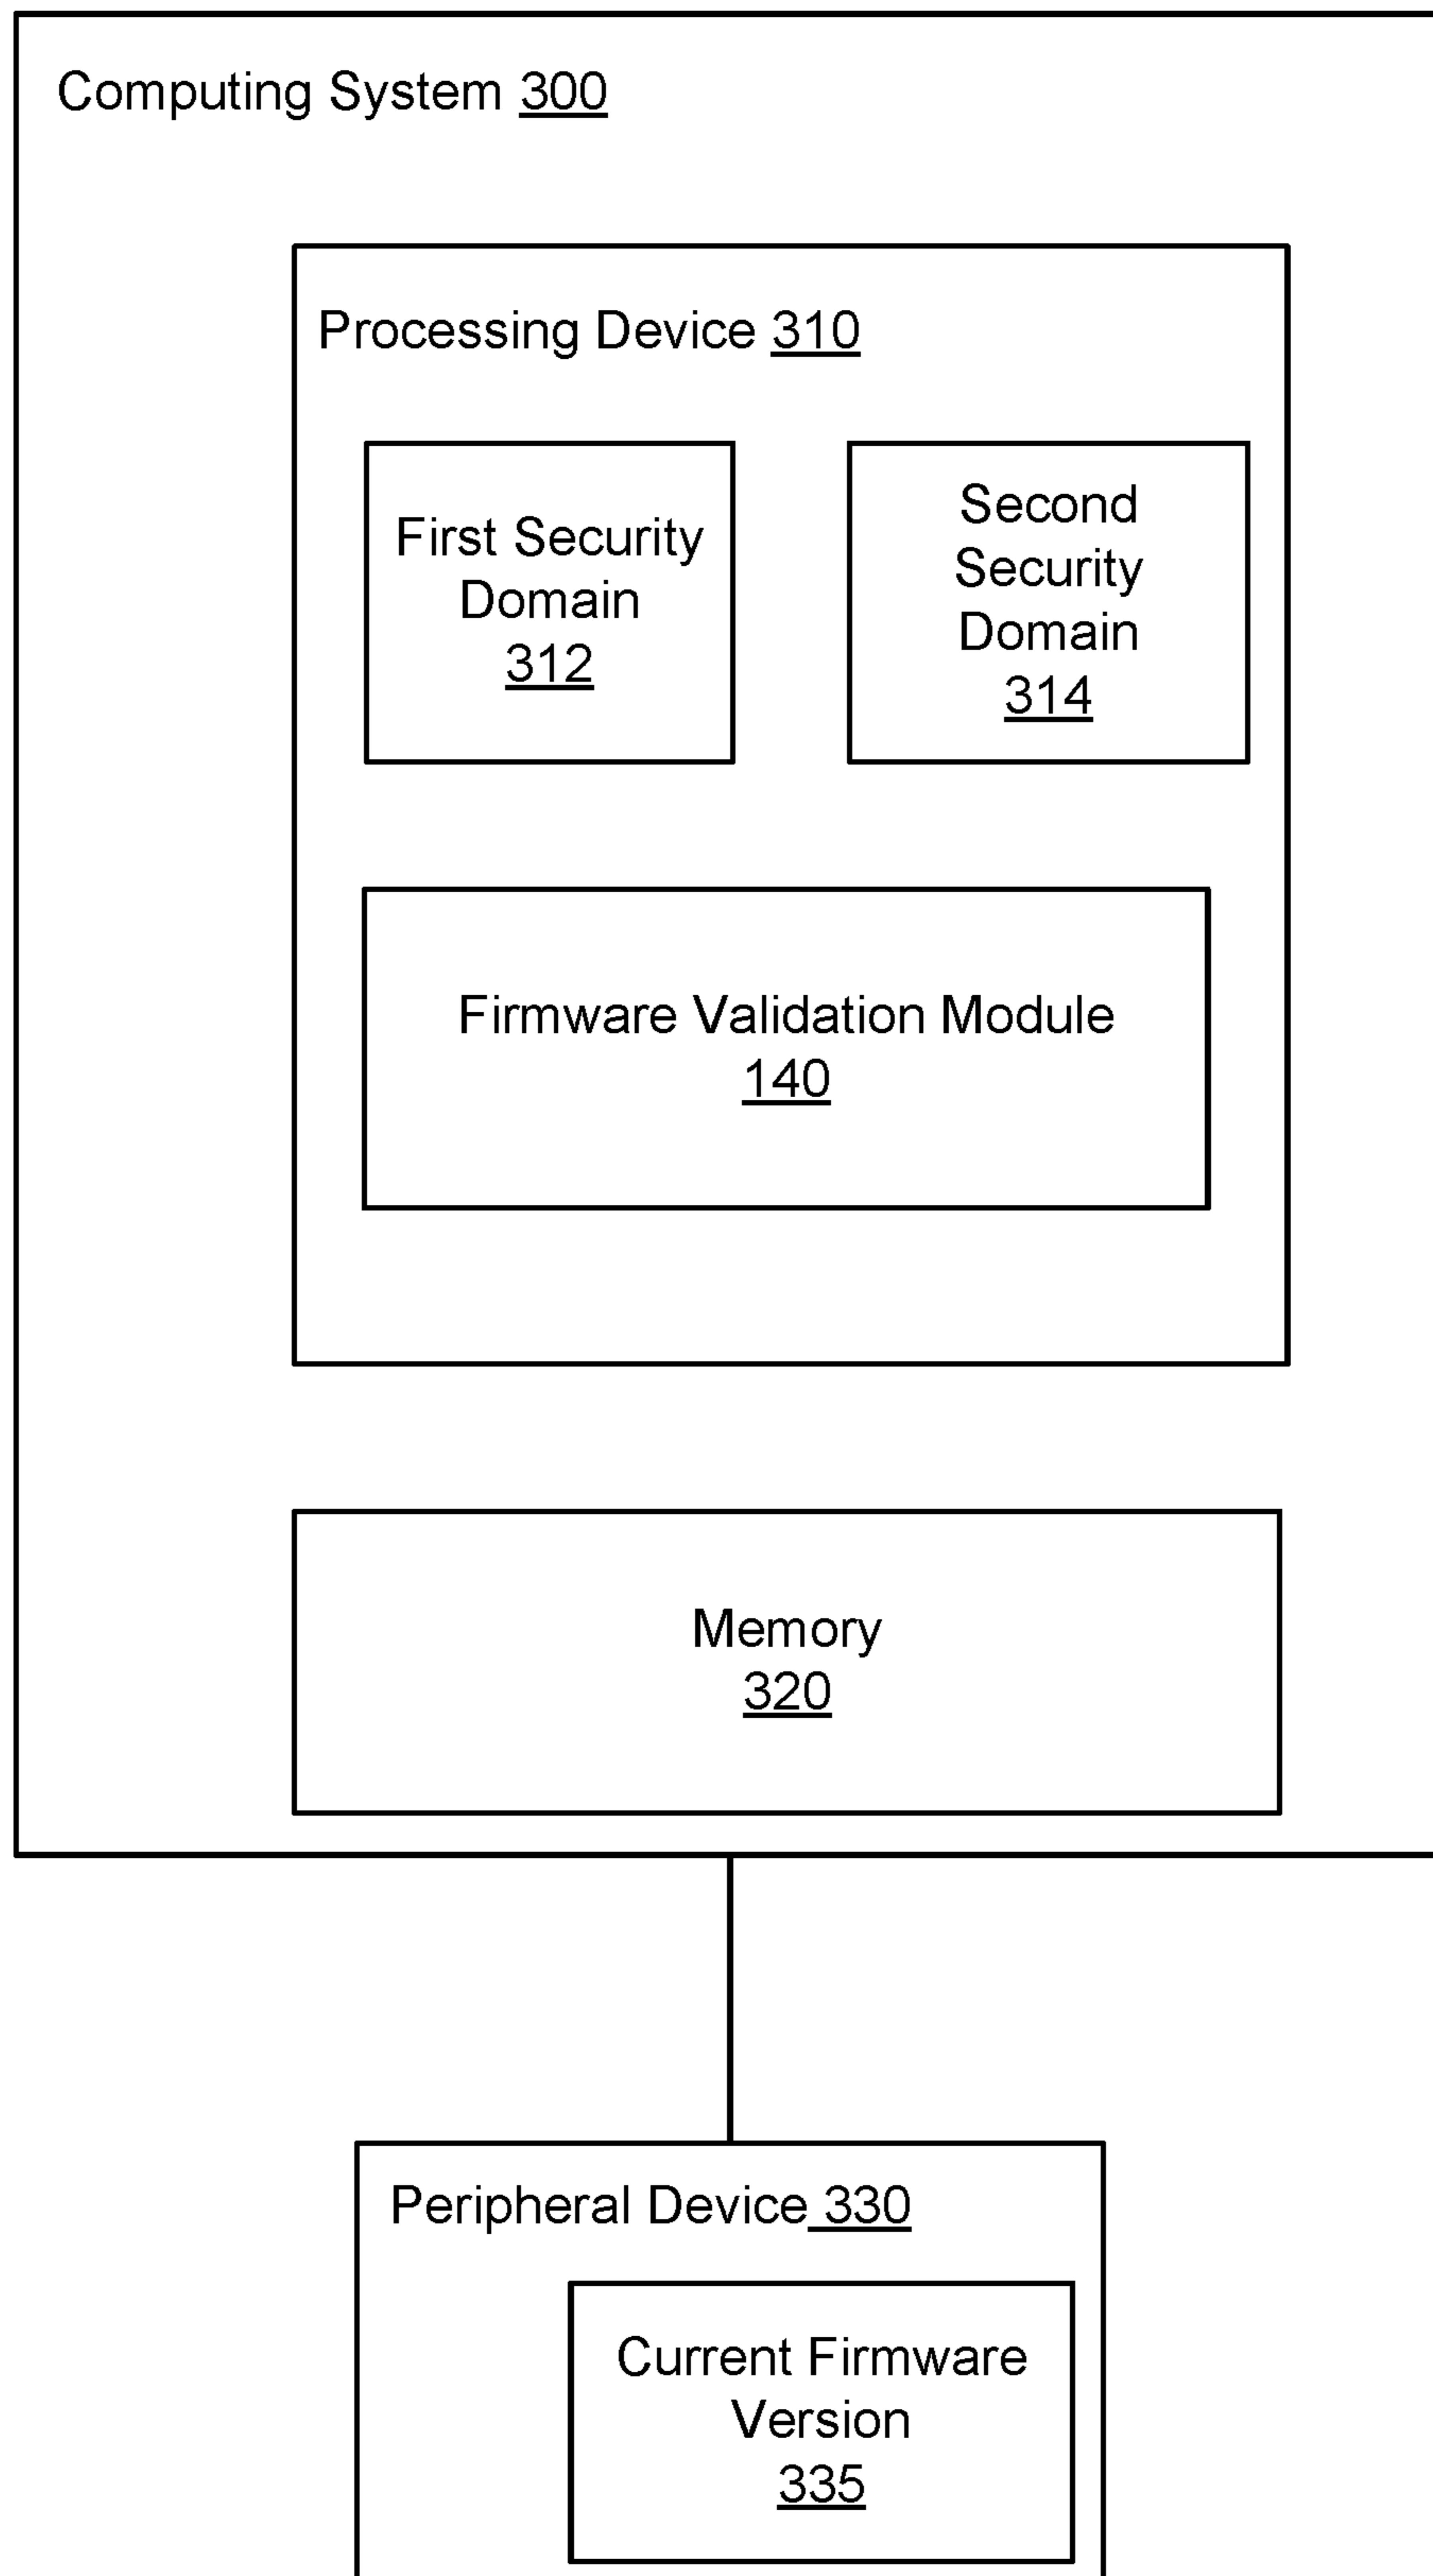 Computing System 300
Processing Device 310
First Security
Domain
312
Second
Security
Domain
314
Firmware Validation Module
140
Memory
320
Peripheral Device 330
Current Firmware
Version
335